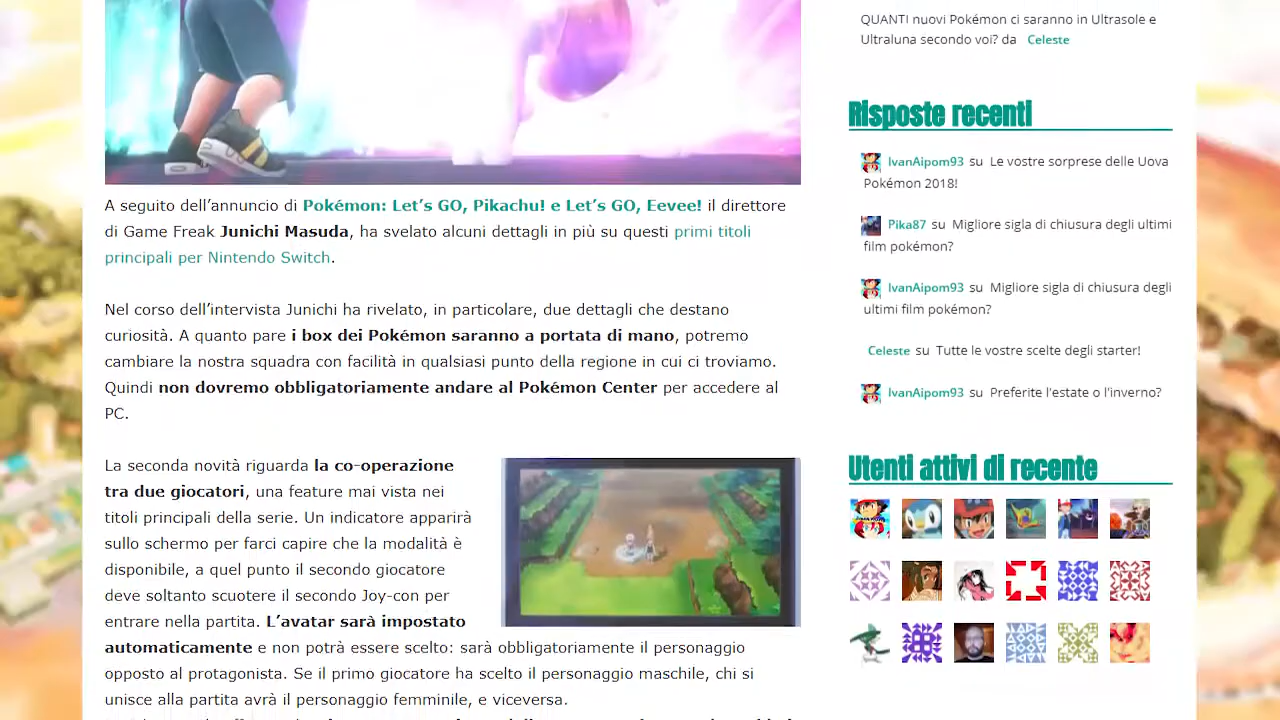 A seguito dell'annuncio di Pokémon: Let's GO, Pikachu! e Let's GO, Eevee! il direttore
di Game Freak Junichi Masuda, ha svelato alcuni dettagli in più su questi primi titoli
principali per Nintendo Switch.
Nel corso dell'intervista Junichi ha rivelato, in particolare, due dettagli che destano
curiosità. A quanto pare i box dei Pokémon saranno a portata di mano, potremo
cambiare la nostra squadra con facilità in qualsiasi punto della regione in cui ci troviamo.
Quindi non dovremo obbligatoriamente andare al Pokémon Center per accedere al
PC.
La seconda novità riguarda la co-operazione
tra due giocatori, una feature mai vista nei
titoli principali della serie. Un indicatore apparirà
sullo schermo per farci capire che la modalità è
disponibile, a quel punto il secondo giocatore
deve soltanto scuotere il secondo Joy-con per
entrare nella partita. L'avatar sarà impostato
automaticamente e non potrà essere scelto: sarà obbligatoriamente il personaggio
opposto al protagonista. Se il primo giocatore ha scelto il personaggio maschile, chi si
unisce alla partita avrà il personaggio femminile, e viceversa.
QUANTI nuovi Pokémon ci saranno in Ultrasole e
Ultraluna secondo voi? da Celeste
Risposte recenti
IvanAipom93 su Le vostre sorprese delle Uova
Pokémon 2018!
Pika87 su Migliore sigla di chiusura degli ultimi
film pokémon?
IvanAipom93 su Migliore sigla di chiusura degli
ultimi film pokémon?
Celeste su Tutte le vostre scelte degli starter!
IvanAipom93 su Preferite l'estate o l'inverno?
Utenti attivi di recente